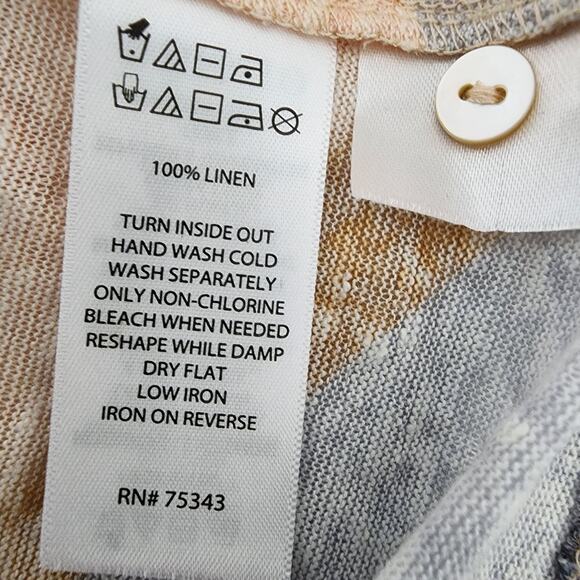 100% LINEN
TURN INSIDE OUT
HAND WASH COLD
WASH SEPARATELY
ONLY NON-CHLORINE
BLEACH WHEN NEEDED
RESHAPE WHILE DAMP
DRY FLAT
LOW IRON
IRON ON REVERSE
RN# 75343